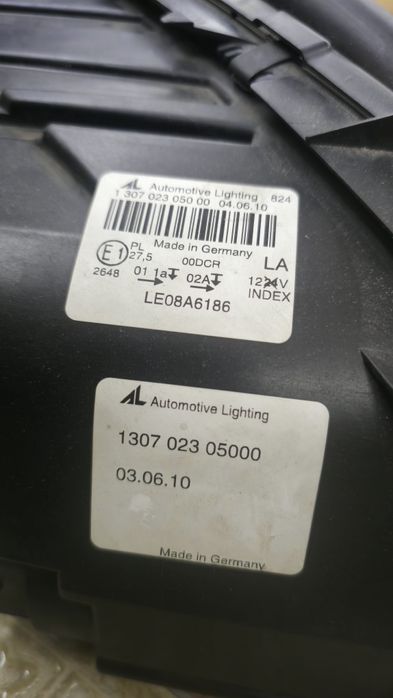 AL Automotive Lighting 824
1 307 023 050 00 04.06.10
Made in Germany
E1 PL 27,5 00DCR LA
2648 01 1a 02A 12 24V
INDEX
LE08A6186
AL Automotive Lighting
1307 023 05000
03.06.10
Made in Germany